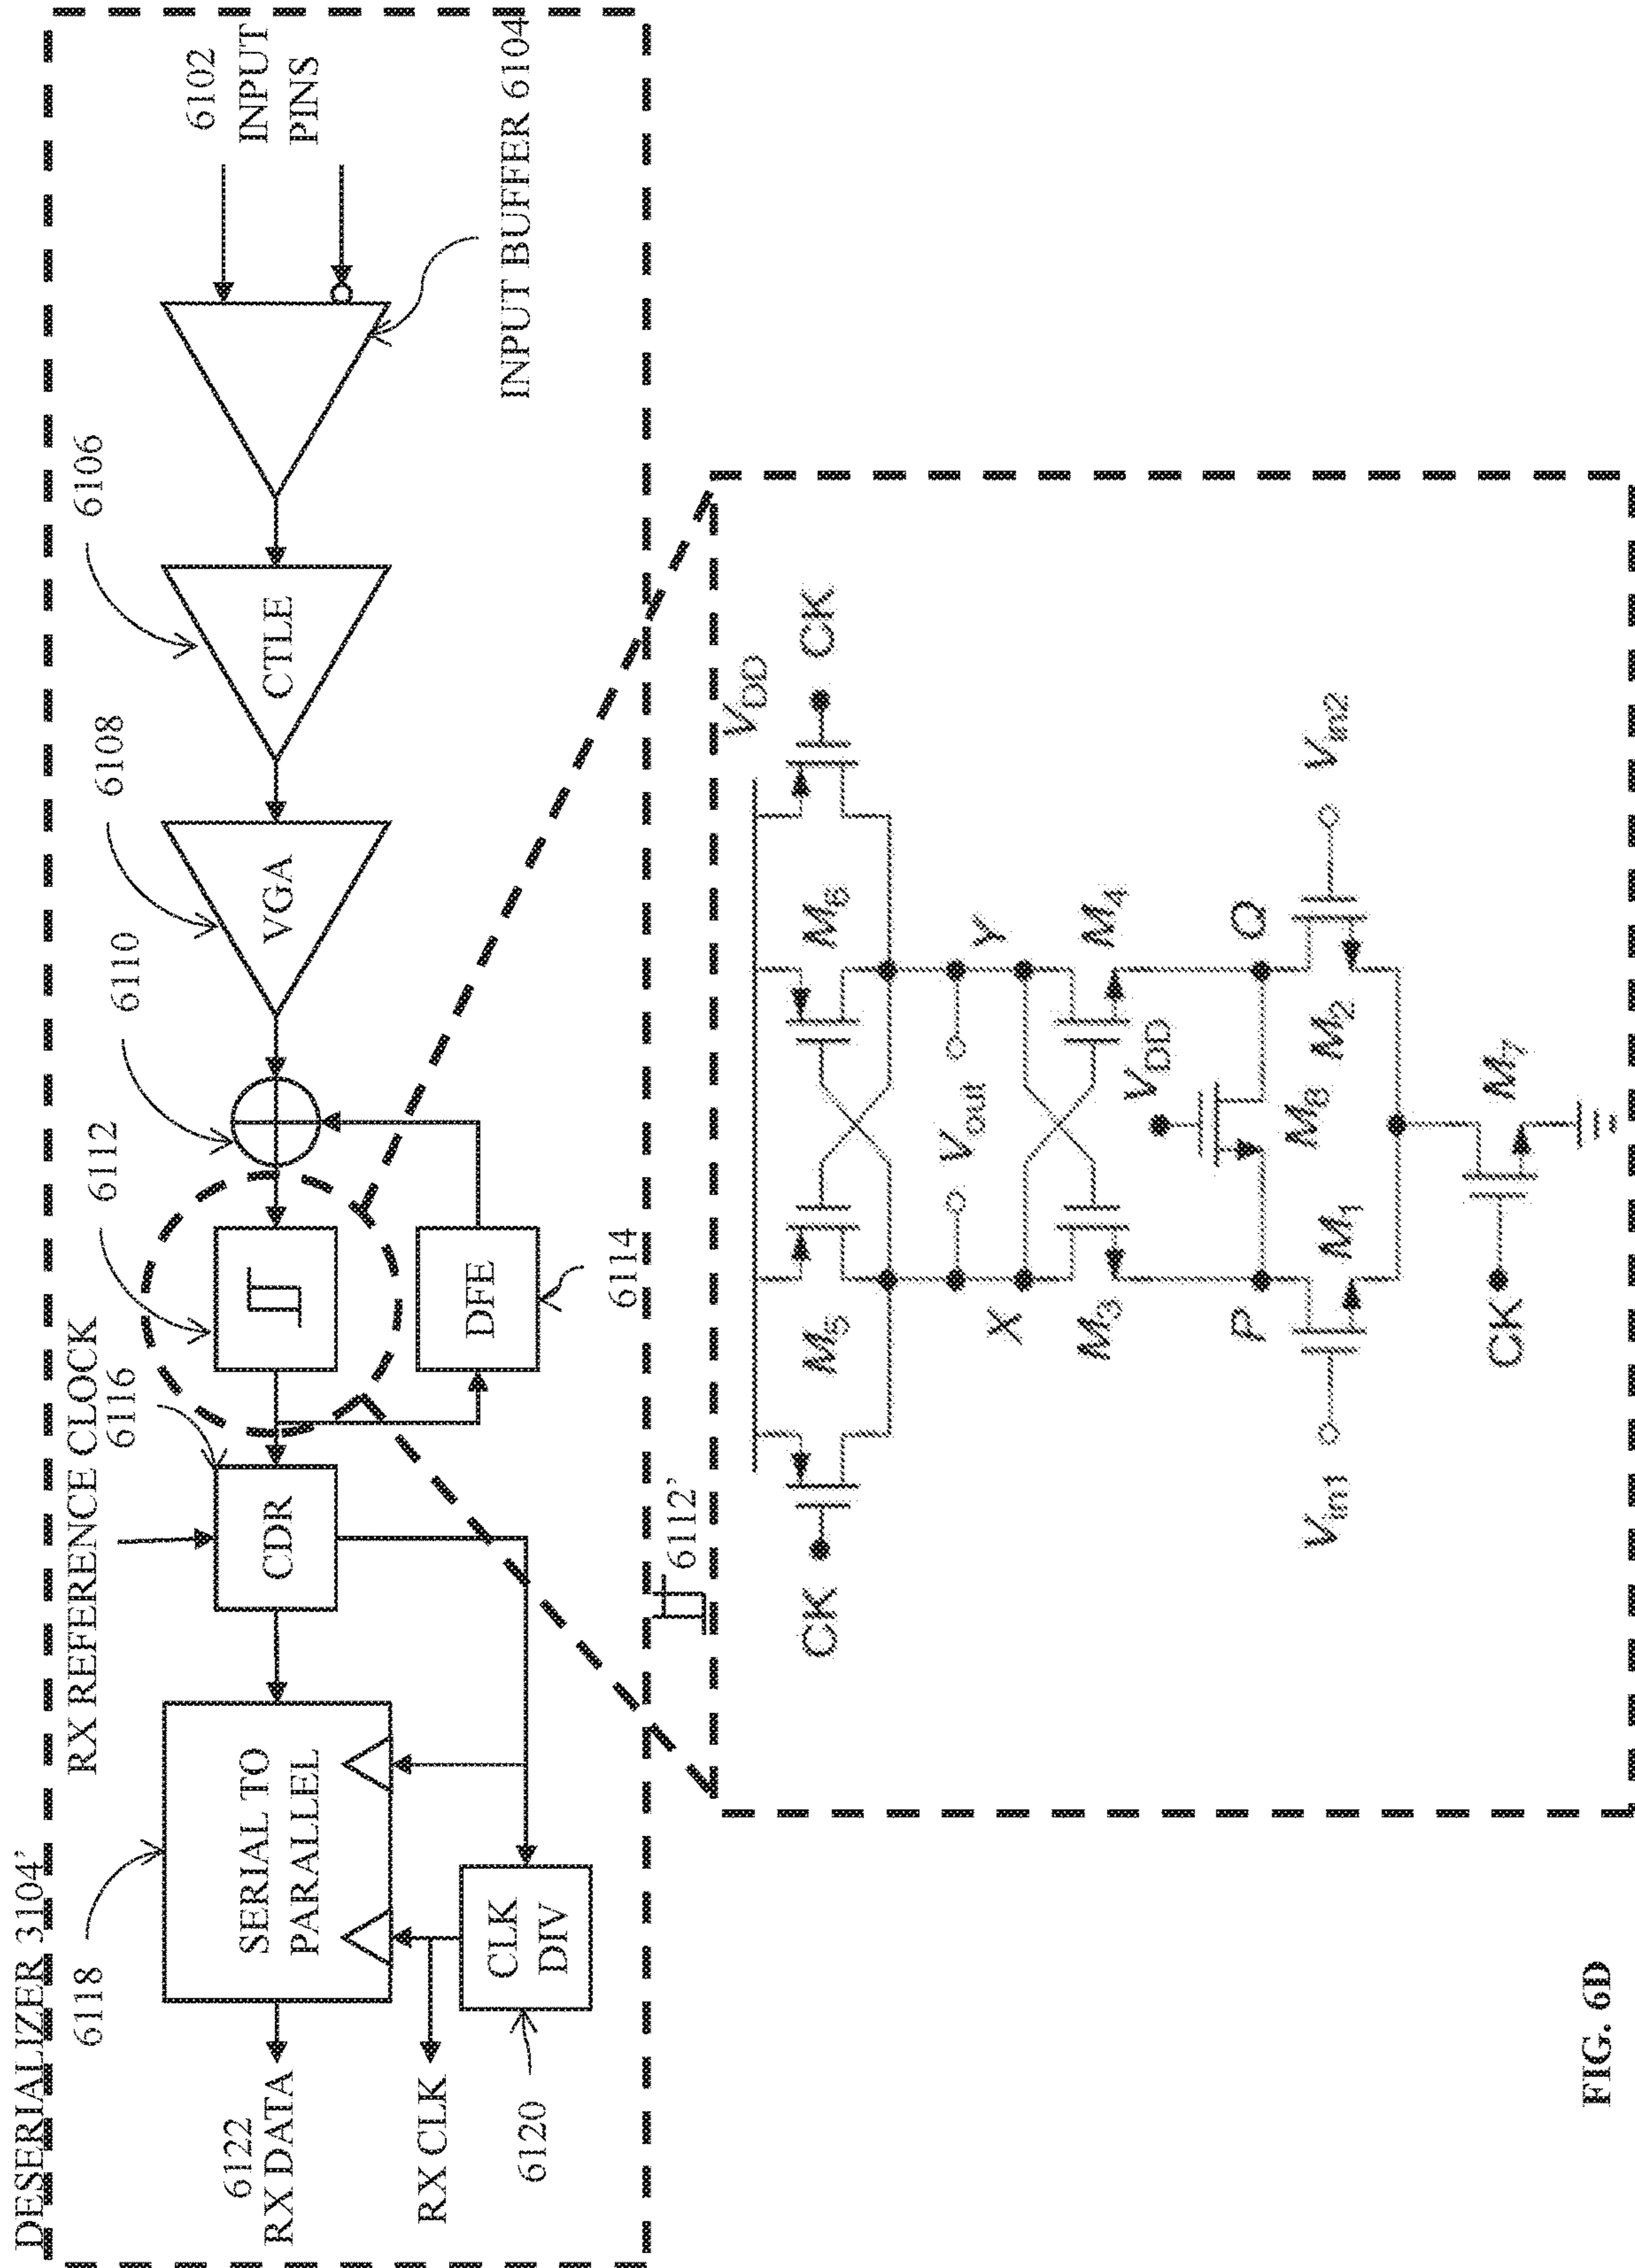 DESERIALIZER 3104’
6118
SERIAL TO
PARALLEL
6122
RX DATA
RX CLK
6120
CLK
DIV
RX REFERENCE CLOCK
6116
CDR
6112
DFE
6114
6110
6108
VGA
6106
CTLE
6102
INPUT
PINS
INPUT BUFFER 6104
6112’
VDD
CK
CK
M5
M6
Vout
X
Y
M3
M4
VDD
P
Q
M8
Vin1
M1
M2
Vin2
CK
M7
FIG. 6D